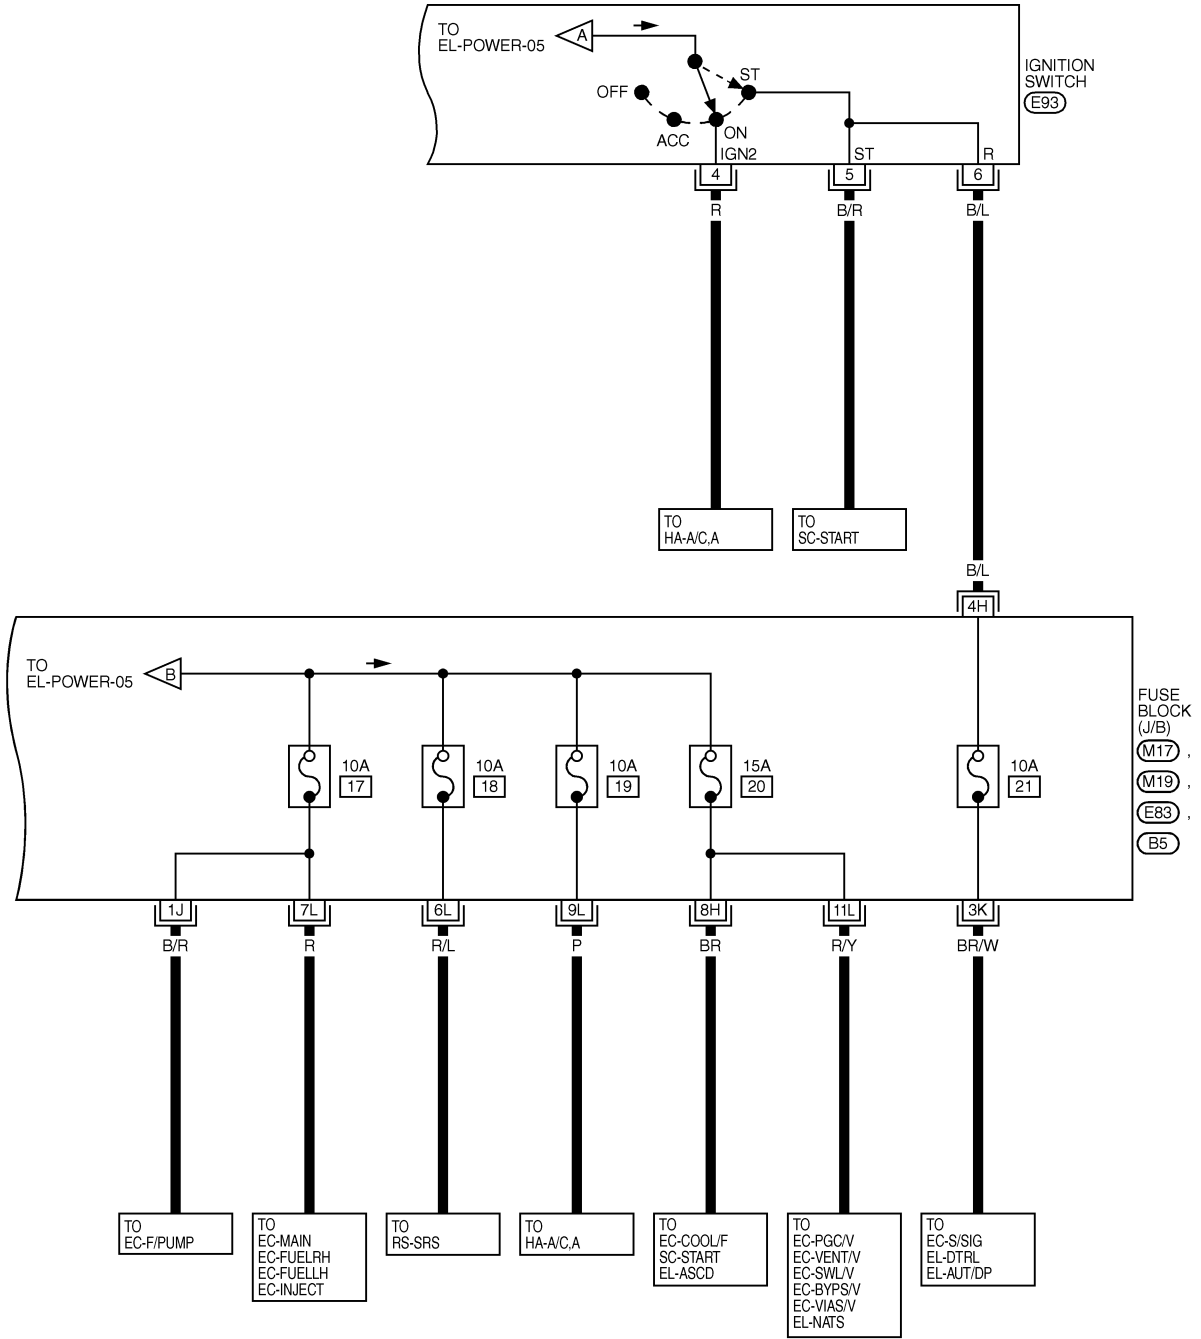 TO
EL-POWER-05
A
ST
OFF
ACC
ON
IGN2
ST
R
IGNITION
SWITCH
E93
4
5
6
R
B/R
B/L
TO
HA-A/C,A
TO
SC-START
B/L
4H
TO
EL-POWER-05
B
FUSE
BLOCK
(J/B)
M17 ,
M19 ,
E83 ,
B5
10A
17
10A
18
10A
19
15A
20
10A
21
1J
7L
6L
9L
8H
11L
3K
B/R
R
R/L
P
BR
R/Y
BR/W
TO
EC-F/PUMP
TO
EC-MAIN
EC-FUELRH
EC-FUELLH
EC-INJECT
TO
RS-SRS
TO
HA-A/C,A
TO
EC-COOL/F
SC-START
EL-ASCD
TO
EC-PGC/V
EC-VENT/V
EC-SWL/V
EC-BYPS/V
EC-VIAS/V
EL-NATS
TO
EC-S/SIG
EL-DTRL
EL-AUT/DP